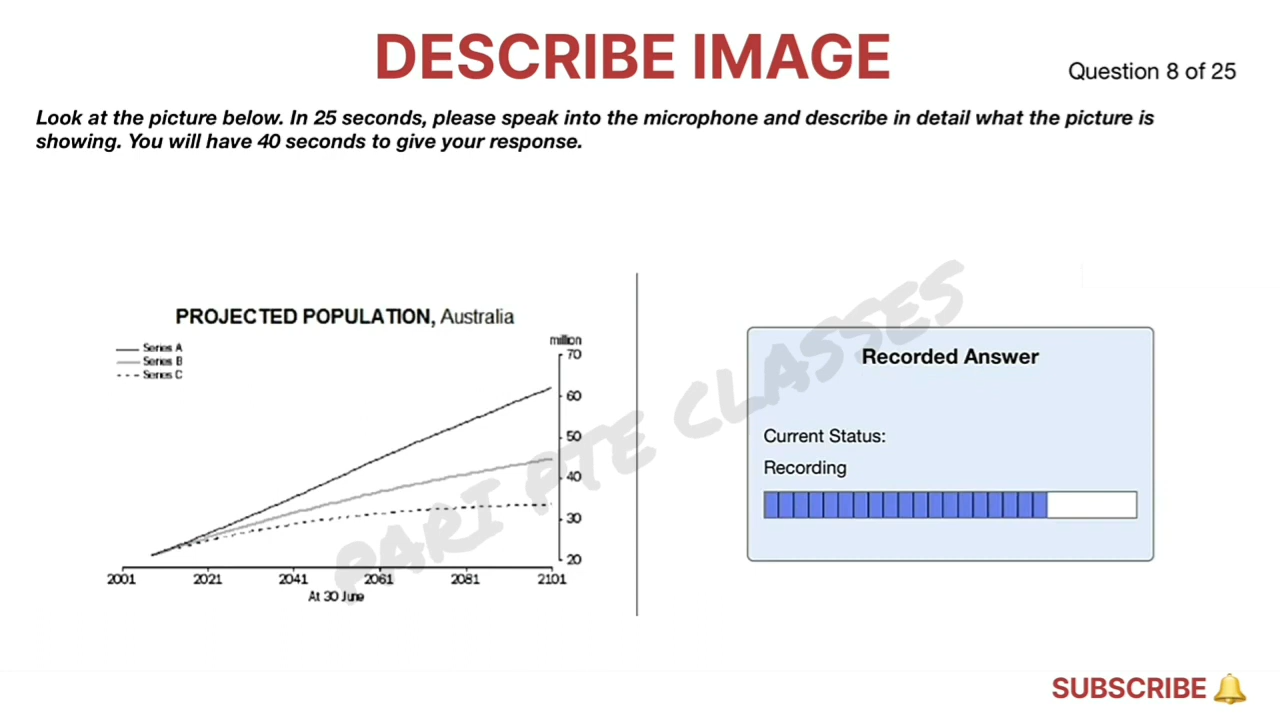 DESCRIBE IMAGE
Question 8 of 25
Look at the picture below. In 25 seconds, please speak into the microphone and describe in detail what the picture is
showing. You will have 40 seconds to give your response.
PROJECTED POPULATION, Australia
million
Series A
Series B
Series C
70
60
50
40
30
20
2001 2021 2041 2061 2081 2101
At 30 June
PARI PTE CLASSES
Recorded Answer
Current Status:
Recording
SUBSCRIBE